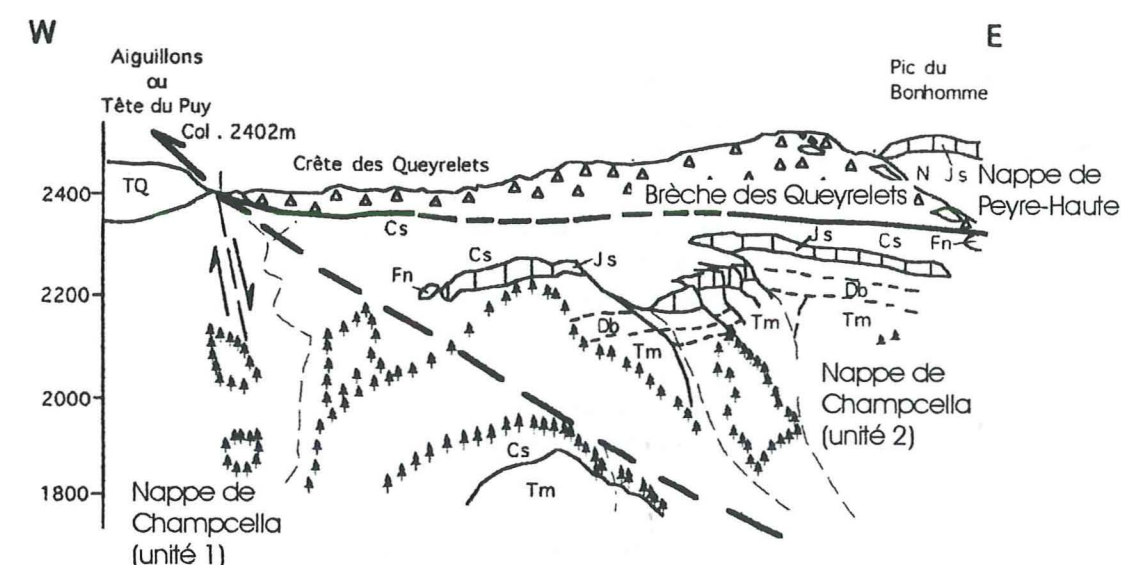 W
E
Aiguillons
ou
Tête du Puy
Col . 2402m
Pic du
Bonhomme
Crête des Queyrelets
TQ
N
Js
Nappe de
Peyre-Haute
Brèche des Queyrelets
2400
Cs
Js
Cs
Fn
Cs
Js
Fn
2200
Db
Tm
Db
Tm
Tm
2000
Nappe de
Champcella
(unité 2)
Cs
Tm
1800
Nappe de
Champcella
(unité 1)